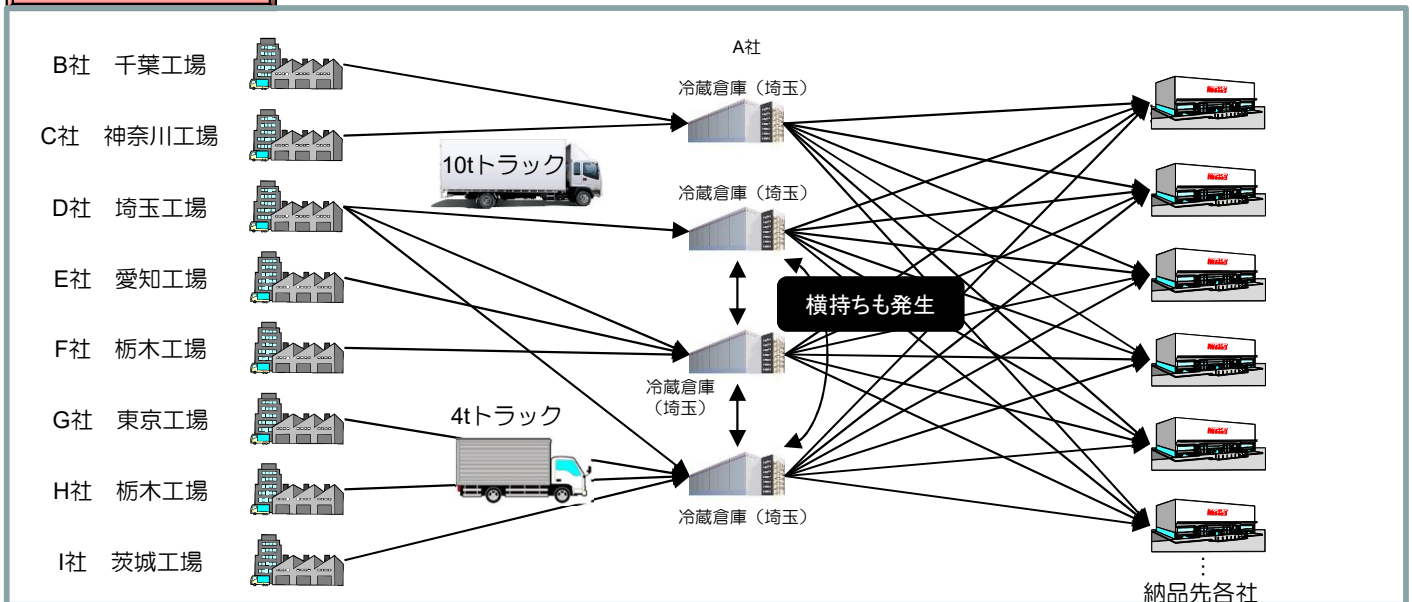 B社 千葉工場
C社 神奈川工場
D社 埼玉工場
E社 愛知工場
F社 栃木工場
G社 東京工場
H社 栃木工場
I社 茨城工場
10tトラック
4tトラック
A社
冷蔵倉庫（埼玉）
冷蔵倉庫（埼玉）
横持ちも発生
冷蔵倉庫
（埼玉）
冷蔵倉庫（埼玉）
…
納品先各社